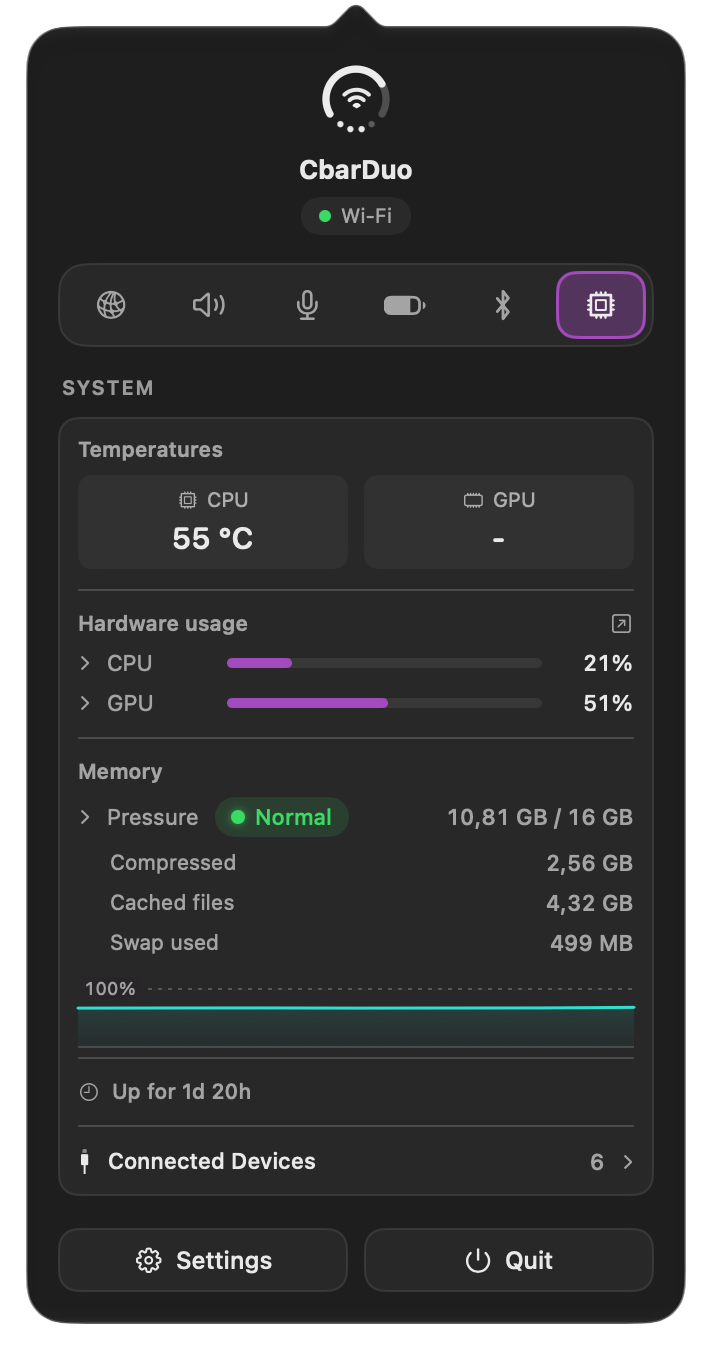 CbarDuo
Wi-Fi
SYSTEM
Temperatures
CPU
GPU
55 °C
-
Hardware usage
CPU 21%
GPU 51%
Memory
Pressure Normal 10,81 GB / 16 GB
Compressed 2,56 GB
Cached files 4,32 GB
Swap used 499 MB
100%
Up for 1d 20h
Connected Devices 6
Settings
Quit